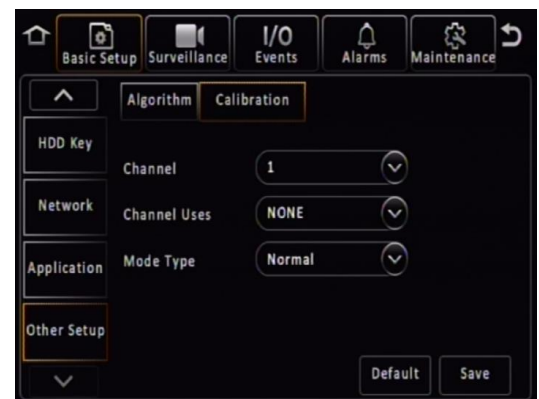 Basic Setup
Surveillance
I/O
Events
Alarms
Maintenance
Algorithm
Calibration
HDD Key
Network
Application
Other Setup
Channel
1
Channel Uses
NONE
Mode Type
Normal
Default
Save